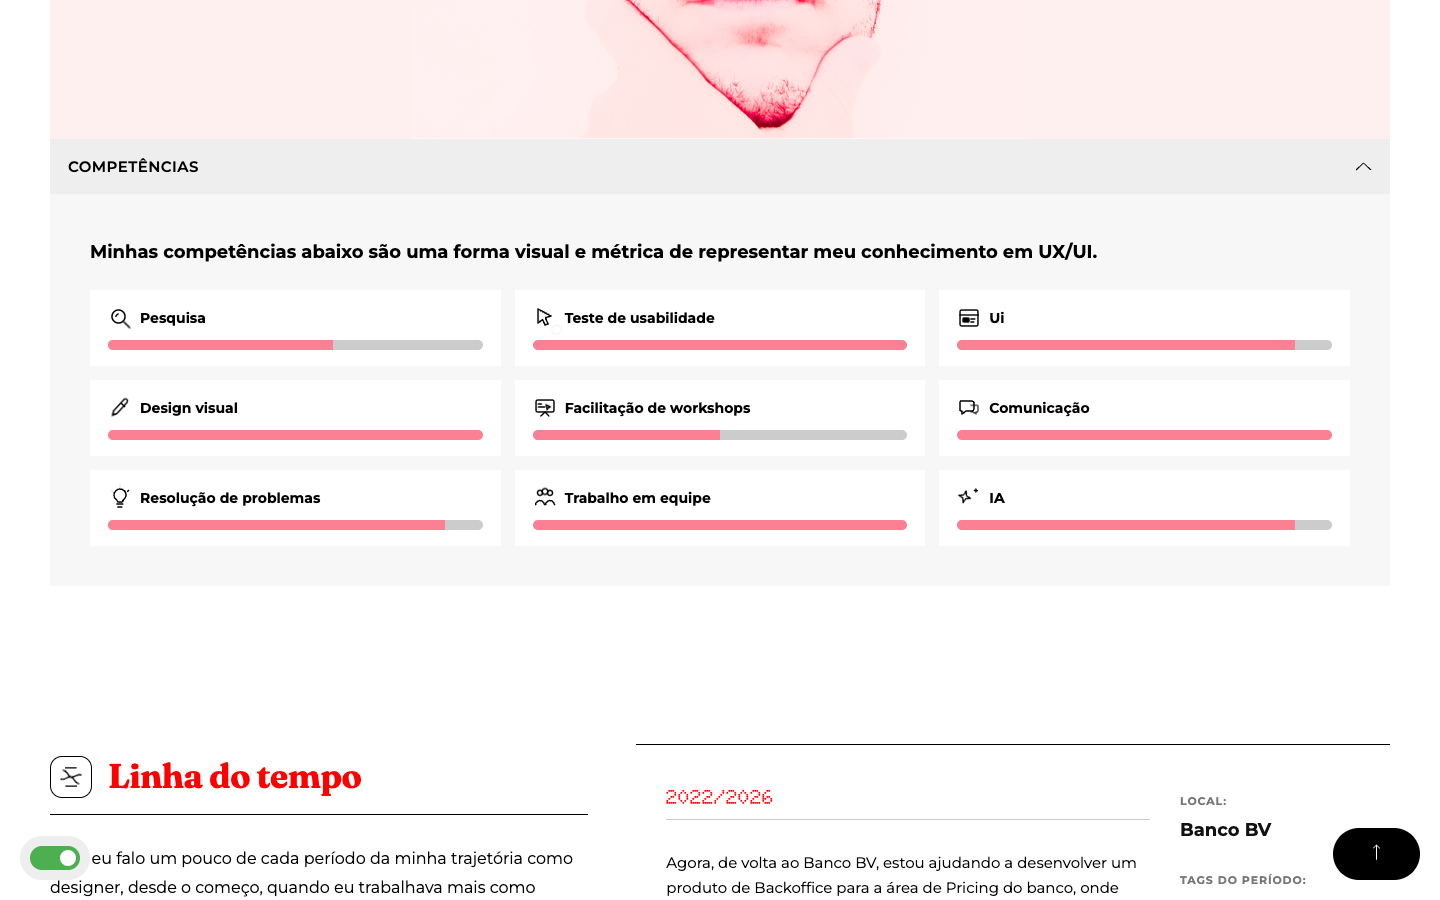 COMPETÊNCIAS
Minhas competências abaixo são uma forma visual e métrica de representar meu conhecimento em UX/UI.
Pesquisa
Teste de usabilidade
Ui
Design visual
Facilitação de workshops
Comunicação
Resolução de problemas
Trabalho em equipe
IA
Linha do tempo
eu falo um pouco de cada período da minha trajetória como
designer, desde o começo, quando eu trabalhava mais como
2022/2026
Agora, de volta ao Banco BV, estou ajudando a desenvolver um
produto de Backoffice para a área de Pricing do banco, onde
LOCAL:
Banco BV
TAGS DO PERÍODO: